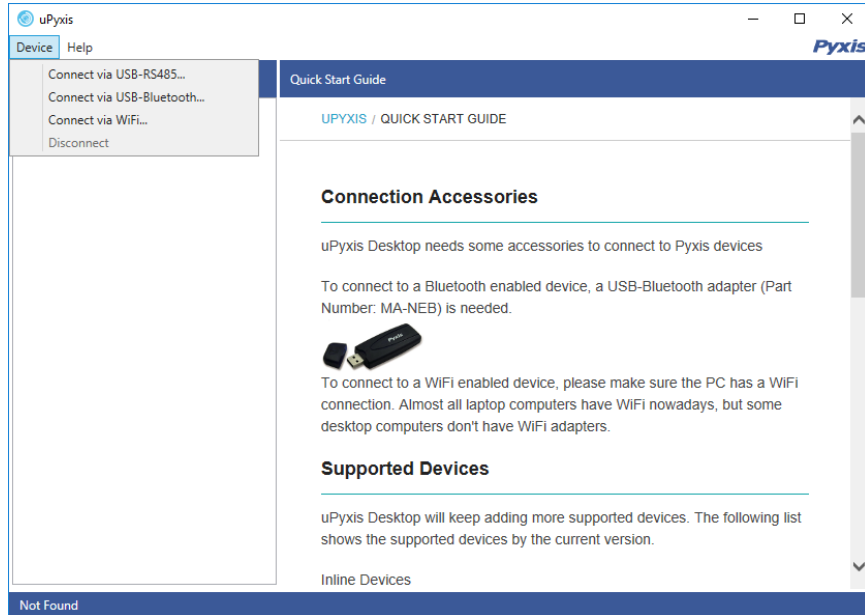 uPyxis
Device Help
Pyxis
Connect via USB-RS485...
Connect via USB-Bluetooth...
Connect via WiFi...
Disconnect
Quick Start Guide
UPYXIS / QUICK START GUIDE
Connection Accessories
uPyxis Desktop needs some accessories to connect to Pyxis devices
To connect to a Bluetooth enabled device, a USB-Bluetooth adapter (Part
Number: MA-NEB) is needed.
Pyxis
To connect to a WiFi enabled device, please make sure the PC has a WiFi
connection. Almost all laptop computers have WiFi nowadays, but some
desktop computers don't have WiFi adapters.
Supported Devices
uPyxis Desktop will keep adding more supported devices. The following list
shows the supported devices by the current version.
Inline Devices
Not Found